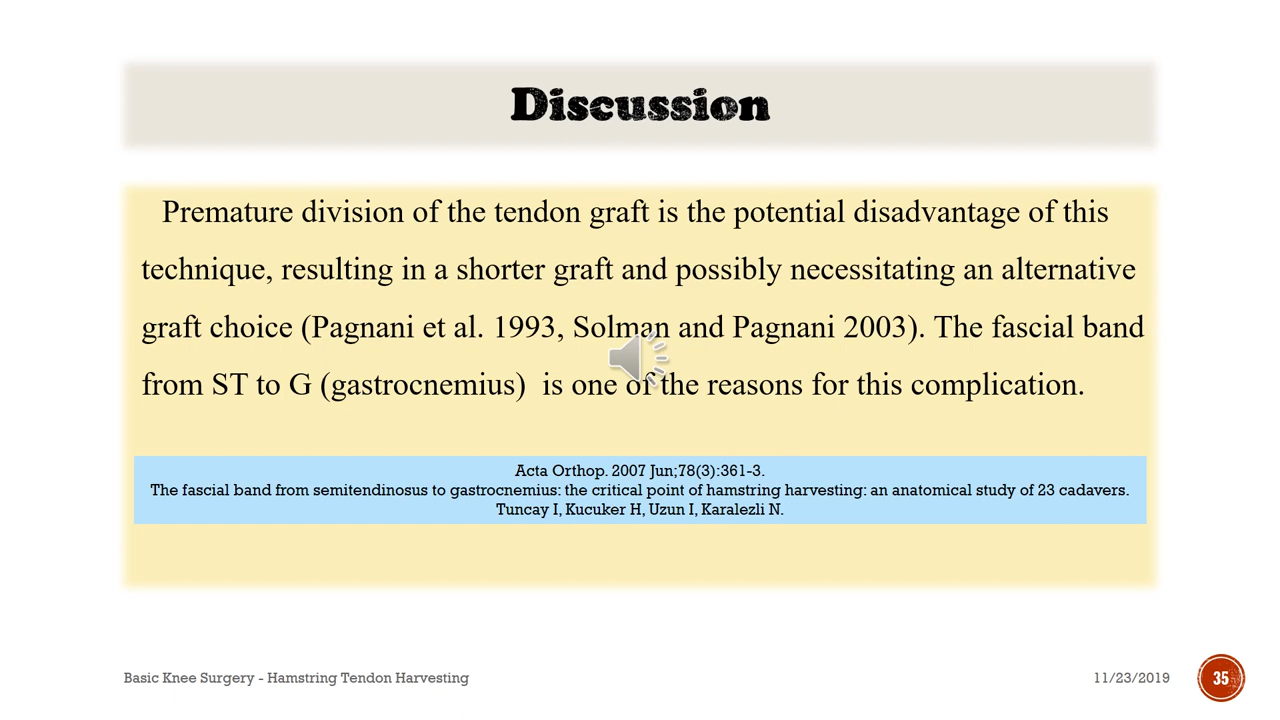 Discussion
Premature division of the tendon graft is the potential disadvantage of this
technique, resulting in a shorter graft and possibly necessitating an alternative
graft choice (Pagnani et al. 1993, Solman and Pagnani 2003). The fascial band
from ST to G (gastrocnemius) is one of the reasons for this complication.
Acta Orthop. 2007 Jun;78(3):361-3.
The fascial band from semitendinosus to gastrocnemius: the critical point of hamstring harvesting: an anatomical study of 23 cadavers.
Tuncay I, Kucuker H, Uzun I, Karalezli N.
Basic Knee Surgery - Hamstring Tendon Harvesting
11/23/2019
35